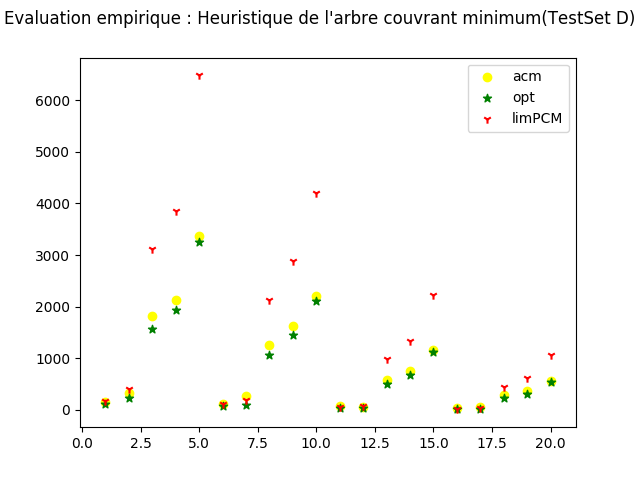 Evaluation empirique : Heuristique de l'arbre couvrant minimum(TestSet D)
acm
opt
limPCM
6000
5000
4000
3000
2000
1000
0
0.0 2.5 5.0 7.5 10.0 12.5 15.0 17.5 20.0